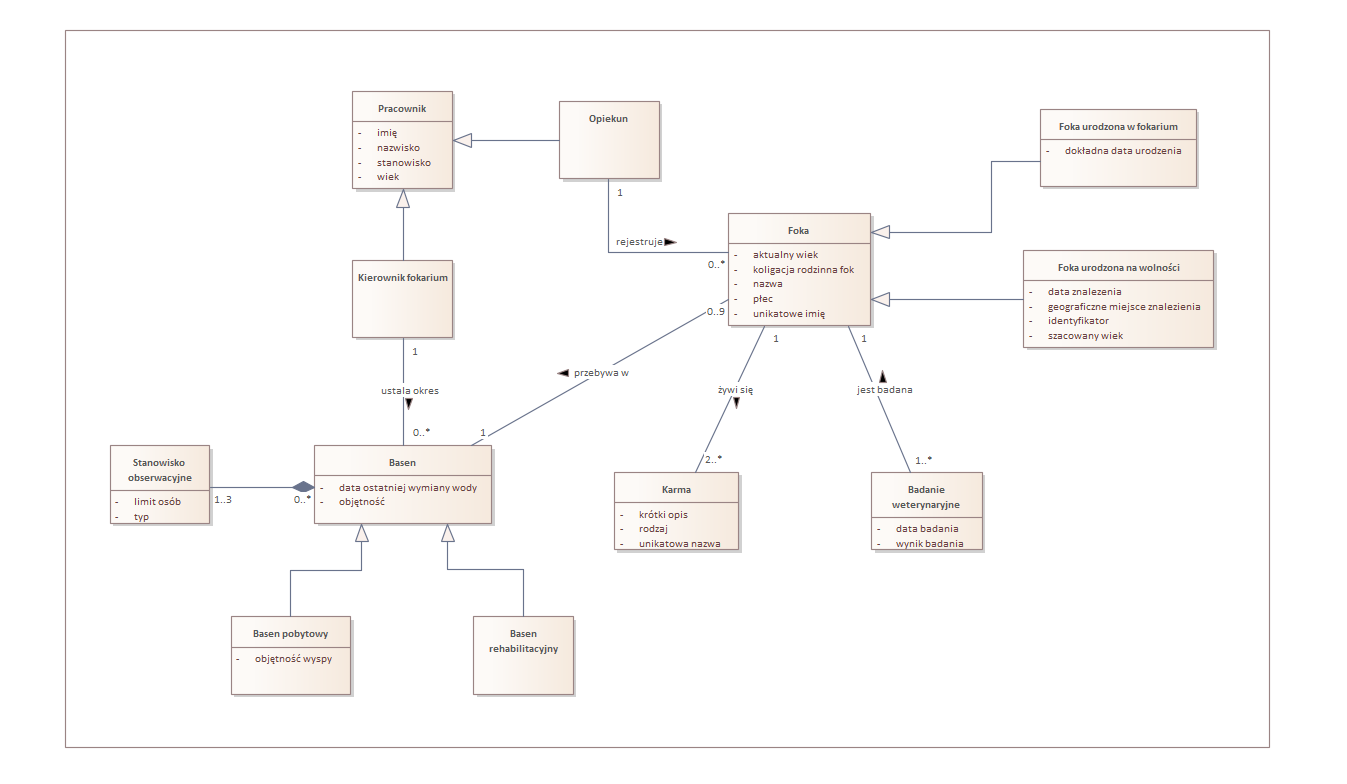 Pracownik
- imię
- nazwisko
- stanowisko
- wiek
Opiekun
1
rejestruje
0..*
Foka urodzona w fokarium
- dokładna data urodzenia
Foka
- aktualny wiek
- koligacja rodzinna fok
- nazwa
- płec
- unikatowe imię
Foka urodzona na wolności
- data znalezenia
- geograficzne miejsce znalezienia
- identyfikator
- szacowany wiek
Kierownik fokarium
1
ustala okres
0..*
0..9
przebywa w
1
1
żywi się
2..*
1
jest badana
1..*
Stanowisko
obserwacyjne
- limit osób
- typ
1..3
0..*
Basen
- data ostatniej wymiany wody
- objętność
Karma
- krótki opis
- rodzaj
- unikatowa nazwa
Badanie
weterynaryjne
- data badania
- wynik badania
Basen pobytowy
- objętność wyspy
Basen
rehabilitacyjny